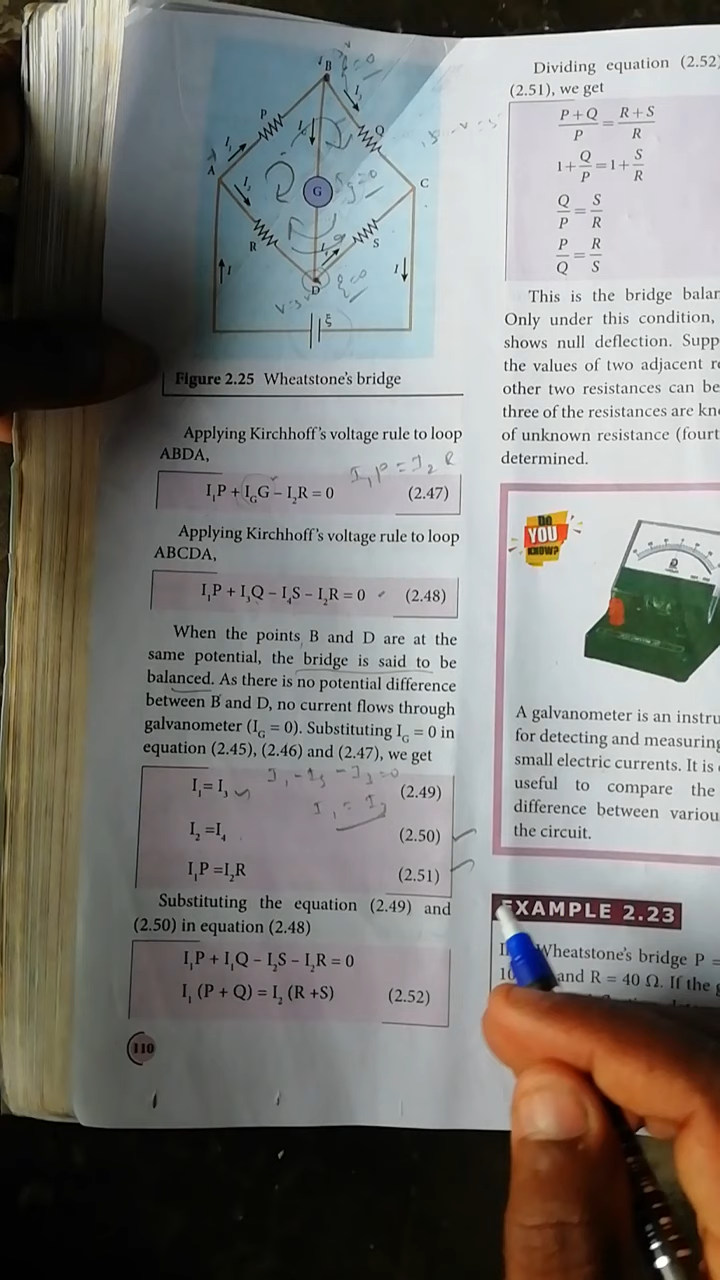 B
P
Q
A
G
C
R
S
D
I
I
ξ
Figure 2.25 Wheatstone's bridge
Applying Kirchhoff's voltage rule to loop
ABDA,
I₁P = I₂R
I₁P + I_GG – I₂R = 0 (2.47)
Applying Kirchhoff's voltage rule to loop
ABCDA,
I₁P + I₃Q – I₄S – I₂R = 0 (2.48)
When the points B and D are at the
same potential, the bridge is said to be
balanced. As there is no potential difference
between B and D, no current flows through
galvanometer (I_G = 0). Substituting I_G = 0 in
equation (2.45), (2.46) and (2.47), we get
I₁ = I₃ (2.49)
I₂ = I₄ (2.50)
I₁P = I₂R (2.51)
Substituting the equation (2.49) and
(2.50) in equation (2.48)
I₁P + I₁Q – I₂S – I₂R = 0
I₁ (P + Q) = I₂ (R +S) (2.52)
110
Dividing equation (2.52)
(2.51), we get
(P + Q)/P = (R + S)/R
1 + Q/P = 1 + S/R
Q/P = S/R
P/Q = R/S
This is the bridge
Only under this condition,
shows null deflection.
the values of two adjacent
other two resistances can be
three of the resistances are
of unknown resistance
determined.
Do
YOU
KNOW?
A galvanometer is an
for detecting and measuring
small electric currents. It is
useful to compare the
difference between
the circuit.
EXAMPLE 2.23
Wheatstone's bridge P =
and R = 40 Ω. If the